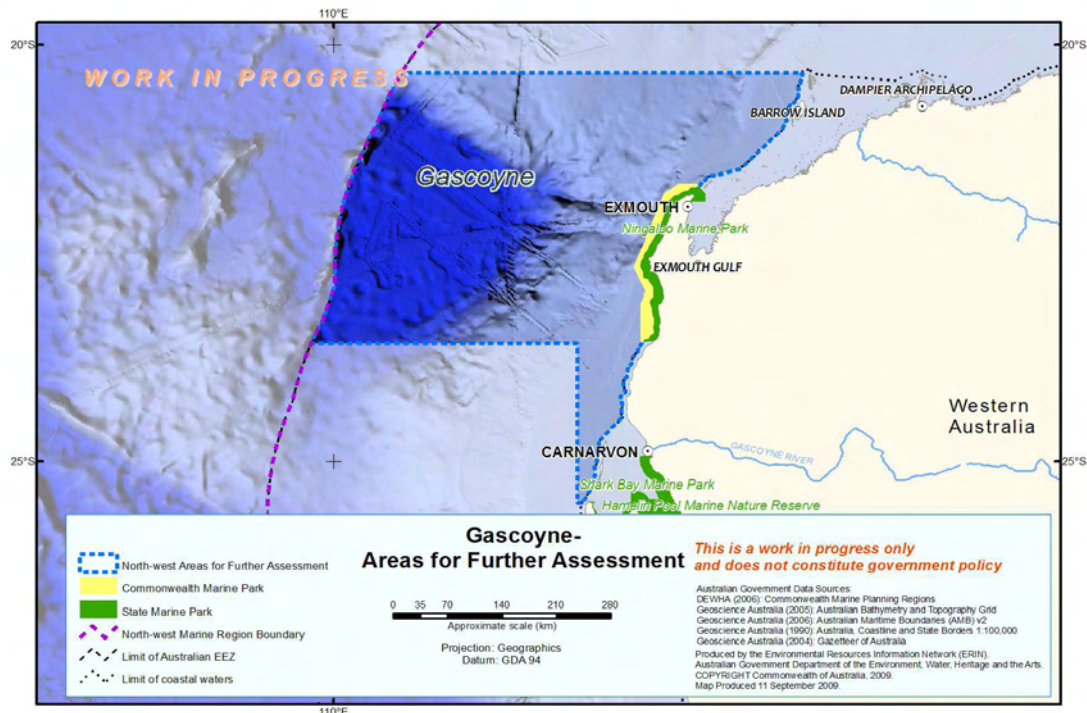 110°E
20°S
20°S
WORK IN PROGRESS
DAMPIER ARCHIPELAGO
BARROW ISLAND
Gascoyne
EXMOUTH
Ningaloo Marine Park
EXMOUTH GULF
Western
Australia
CARNARVON
GASCOYNE RIVER
25°S
25°S
Shark Bay Marine Park
Hamelin Pool Marine Nature Reserve
North-west Areas for Further Assessment
Commonwealth Marine Park
State Marine Park
North-west Marine Region Boundary
Limit of Australian EEZ
Limit of coastal waters
Gascoyne-
Areas for Further Assessment
0 35 70 140 210 280
Approximate scale (km)
Projection: Geographics
Datum: GDA 94
This is a work in progress only
and does not constitute government policy
Australian Government Data Sources:
DEWHA (2006): Commonwealth Marine Planning Regions
Geoscience Australia (2005): Australian Bathymetry and Topography Grid
Geoscience Australia (2006): Australian Maritime Boundaries (AMB) v2
Geoscience Australia (1990): Australia, Coastline and State Borders 1:100,000
Geoscience Australia (2004): Gazetteer of Australia
Produced by the Environmental Resources Information Network (ERIN).
Australian Government Department of the Environment, Water, Heritage and the Arts.
COPYRIGHT Commonwealth of Australia, 2009.
Map Produced 11 September 2009.
110°E